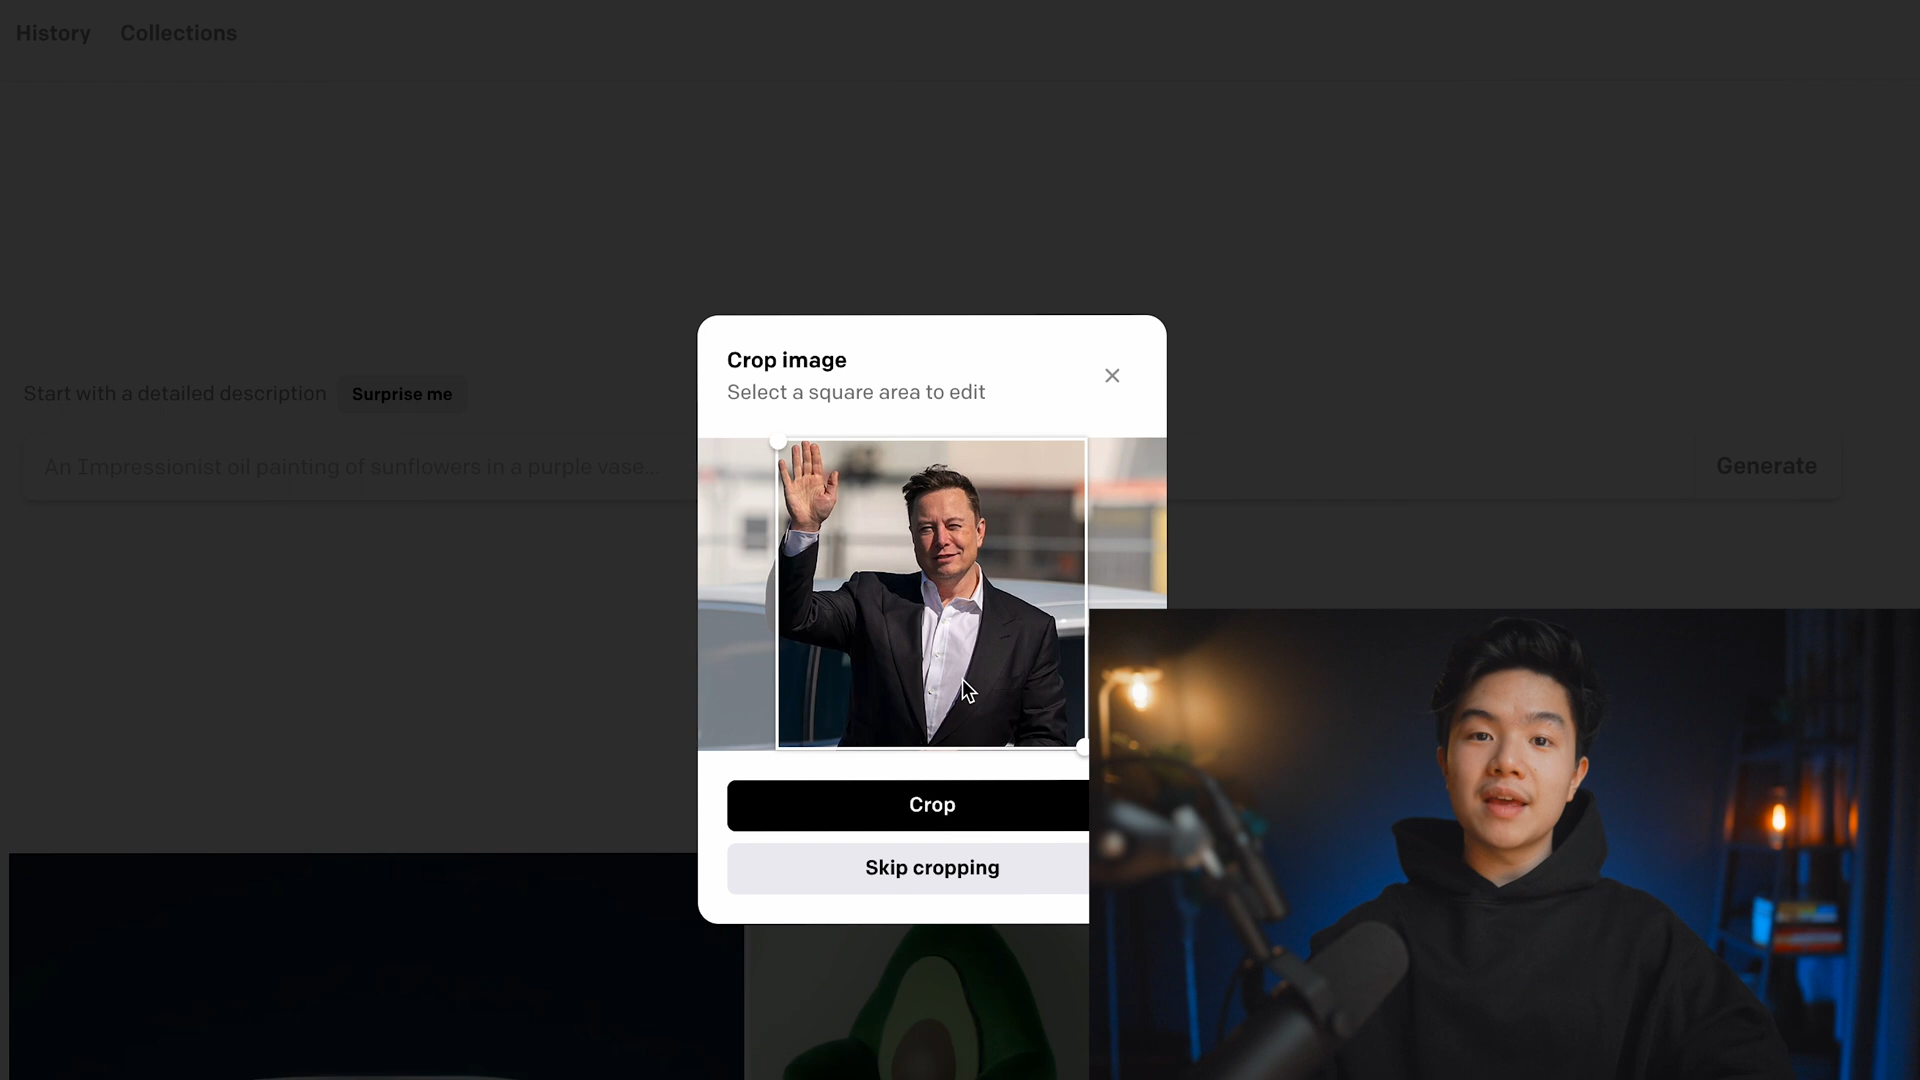 History Collections
Crop image
Select a square area to edit
Start with a detailed description Surprise me
An Impressionist oil painting of sunflowers in a purple vase...
Generate
Crop
Skip cropping